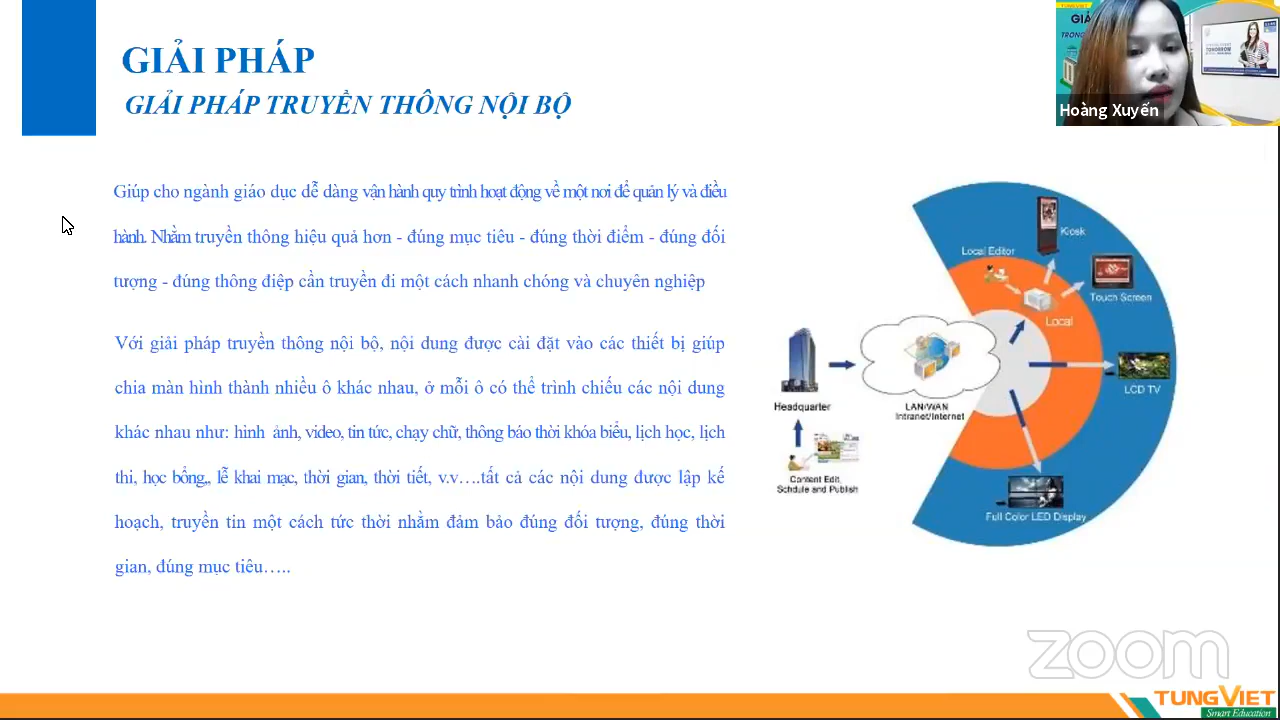 GIẢI PHÁP
GIẢI PHÁP TRUYỀN THÔNG NỘI BỘ
Giúp cho ngành giáo dục dễ dàng vận hành quy trình hoạt động về một nơi để quản lý và điều
hành. Nhằm truyền thông hiệu quả hơn - đúng mục tiêu - đúng thời điểm - đúng đối
tượng - đúng thông điệp cần truyền đi một cách nhanh chóng và chuyên nghiệp
Với giải pháp truyền thông nội bộ, nội dung được cài đặt vào các thiết bị giúp
chia màn hình thành nhiều ô khác nhau, ở mỗi ô có thể trình chiếu các nội dung
khác nhau như: hình ảnh, video, tin tức, chạy chữ, thông báo thời khóa biểu, lịch học, lịch
thi, học bổng,, lễ khai mạc, thời gian, thời tiết, v.v….tất cả các nội dung được lập kế
hoạch, truyền tin một cách tức thời nhằm đảm bảo đúng đối tượng, đúng thời
gian, đúng mục tiêu…..
Headquarter
Content Edit,
Schdule and Publish
LAN/WAN
Intranet/Internet
Local Editor
Local
Kiosk
Touch Screen
LCD TV
Full Color LED Display
TUNGVIET
GIẢ
TRONG
TOMORROW
Hoàng Xuyến
zoom
TUNGVIET
Smart Education